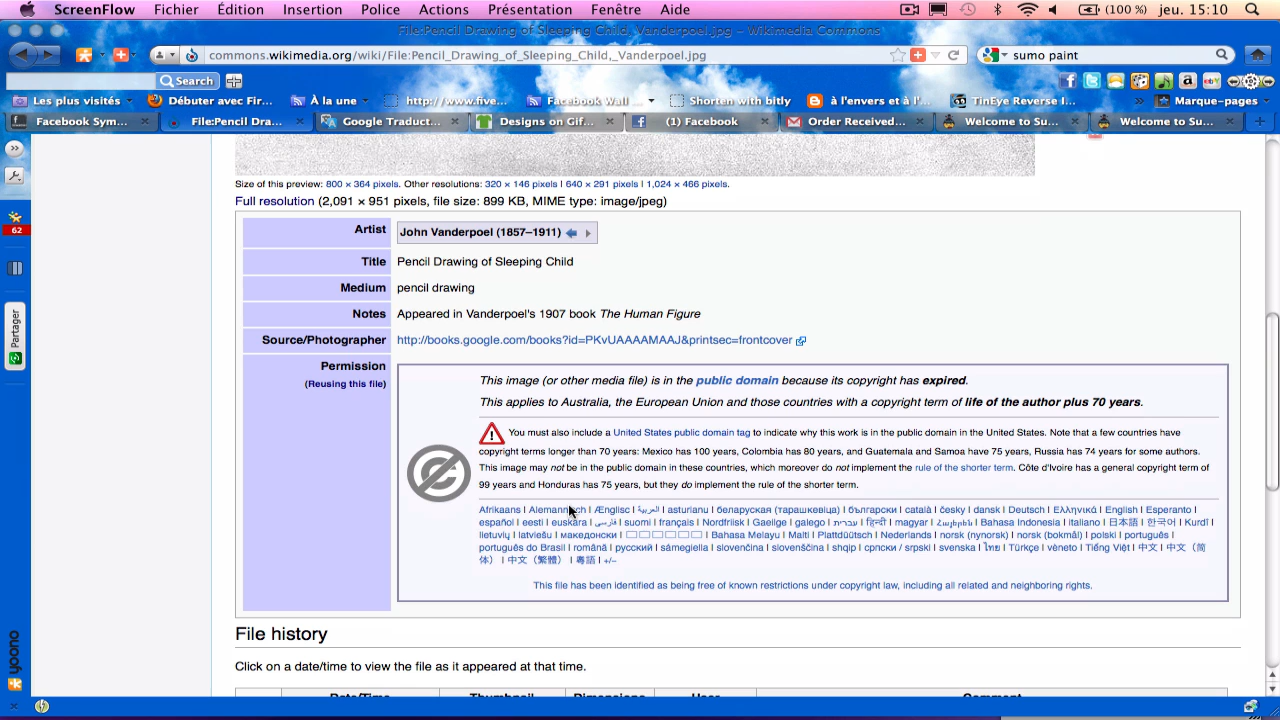 ScreenFlow Fichier Édition Insertion Police Actions Présentation Fenêtre Aide (100 %) jeu. 15:10
File:Pencil Drawing of Sleeping Child, Vanderpoel.jpg – Wikimedia Commons
commons.wikimedia.org/wiki/File:Pencil_Drawing_of_Sleeping_Child,_Vanderpoel.jpg sumo paint
Search
Les plus visités Débuter avec Fir... À la une http://www.five... Facebook Wall ... Shorten with bitly à l'envers et à l'... TinEye Reverse I... Marque-pages
Facebook Sym... File:Pencil Dra... Google Traduct... Designs on Gif... (1) Facebook Order Received... Welcome to Su... Welcome to Su...
Size of this preview: 800 × 364 pixels. Other resolutions: 320 × 146 pixels | 640 × 291 pixels | 1,024 × 466 pixels.
Full resolution (2,091 × 951 pixels, file size: 899 KB, MIME type: image/jpeg)
Artist John Vanderpoel (1857–1911)
62
Title Pencil Drawing of Sleeping Child
Medium pencil drawing
Notes Appeared in Vanderpoel's 1907 book The Human Figure
Partager
Source/Photographer http://books.google.com/books?id=PKvUAAAAMAAJ&printsec=frontcover
Permission
(Reusing this file)
This image (or other media file) is in the public domain because its copyright has expired.
This applies to Australia, the European Union and those countries with a copyright term of life of the author plus 70 years.
You must also include a United States public domain tag to indicate why this work is in the public domain in the United States. Note that a few countries have
copyright terms longer than 70 years: Mexico has 100 years, Colombia has 80 years, and Guatemala and Samoa have 75 years, Russia has 74 years for some authors.
This image may not be in the public domain in these countries, which moreover do not implement the rule of the shorter term. Côte d'Ivoire has a general copyright term of
99 years and Honduras has 75 years, but they do implement the rule of the shorter term.
Afrikaans | Alemannisch | Ænglisc | العربية | asturianu | беларуская (тарашкевіца) | български | català | česky | dansk | Deutsch | Ελληνικά | English | Esperanto |
español | eesti | euskara | فارسی | suomi | français | Nordfriisk | Gaeilge | galego | עברית | हिन्दी | magyar | Հայերեն | Bahasa Indonesia | italiano | 日本語 | 한국어 | Kurdî |
lietuvių | latviešu | македонски | | Bahasa Melayu | Malti | Plattdüütsch | Nederlands | norsk (nynorsk) | norsk (bokmål) | polski | português |
português do Brasil | română | русский | sámegiella | slovenčina | slovenščina | shqip | српски / srpski | svenska | ไทย | Türkçe | vèneto | Tiếng Việt | 中文 | 中文（简
体） | 中文（繁體） | 粵語 | +/−
This file has been identified as being free of known restrictions under copyright law, including all related and neighboring rights.
File history
yoono
Click on a date/time to view the file as it appeared at that time.
Date/Time Thumbnail Dimensions User Comment